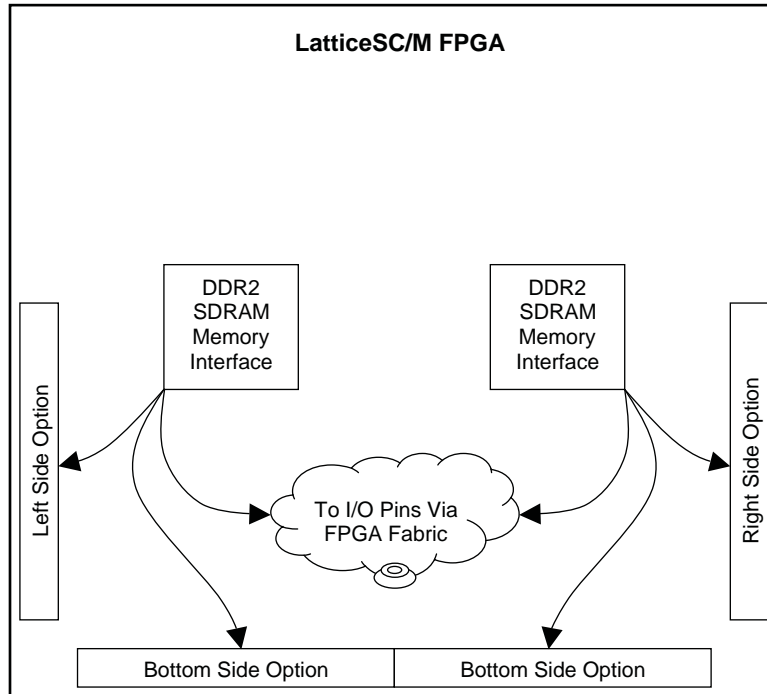 LatticeSC/M FPGA
DDR2
SDRAM
Memory
Interface
DDR2
SDRAM
Memory
Interface
Left Side Option
Right Side Option
To I/O Pins Via
FPGA Fabric
Bottom Side Option
Bottom Side Option